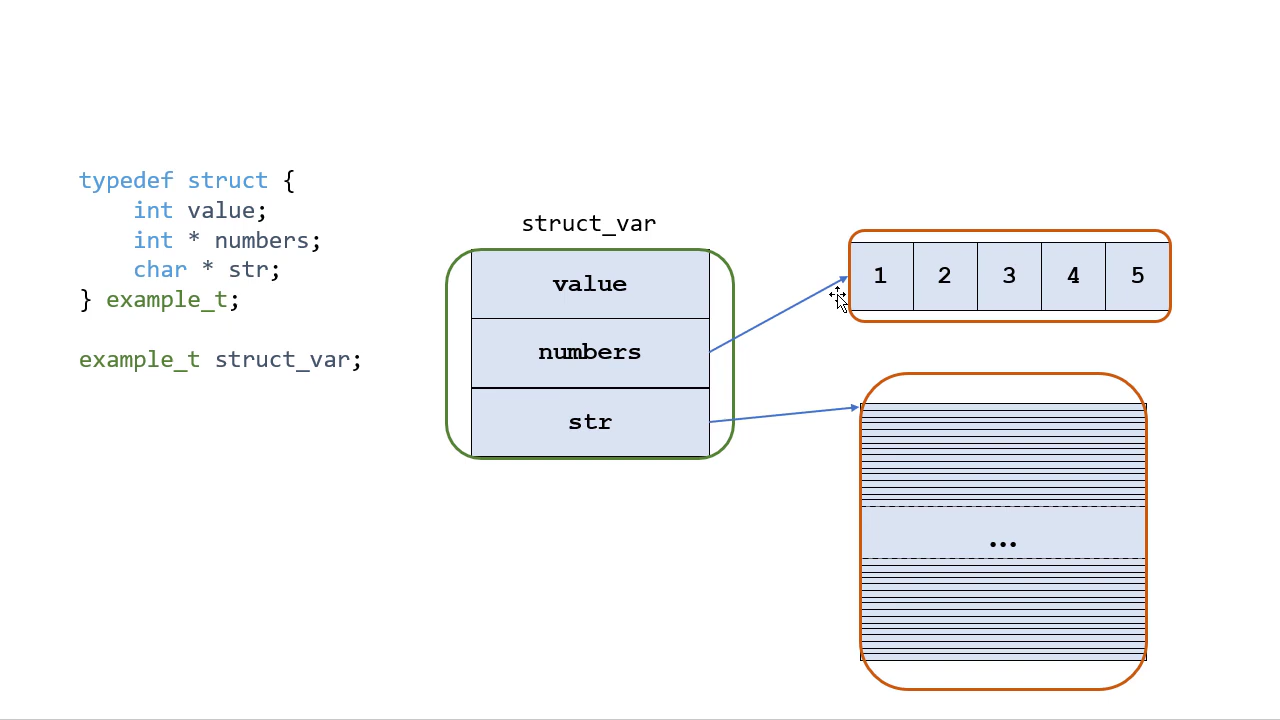 typedef struct {
    int value;
    int * numbers;
    char * str;
} example_t;
example_t struct_var;
struct_var
value
numbers
str
1 2 3 4 5
...